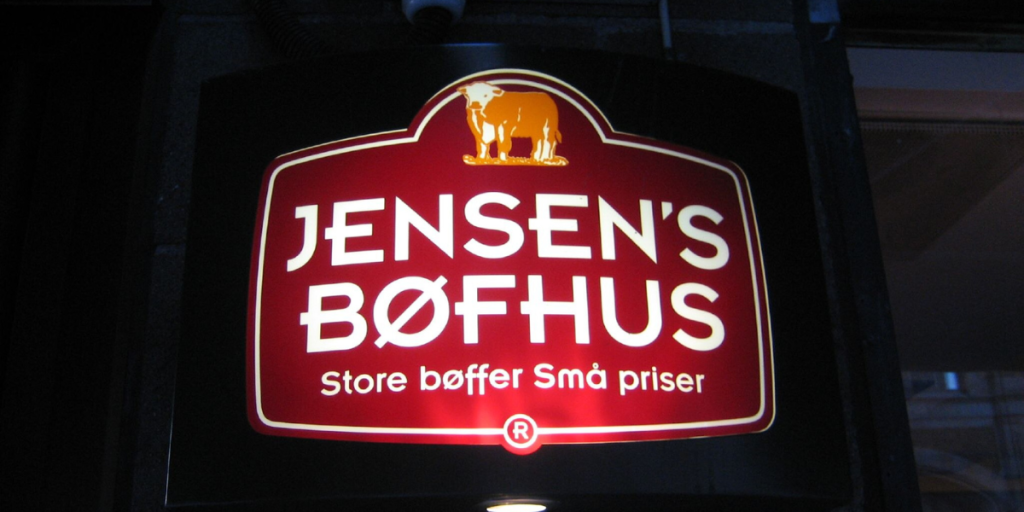 JENSEN'S
BØFHUS
Store bøffer Små priser
R